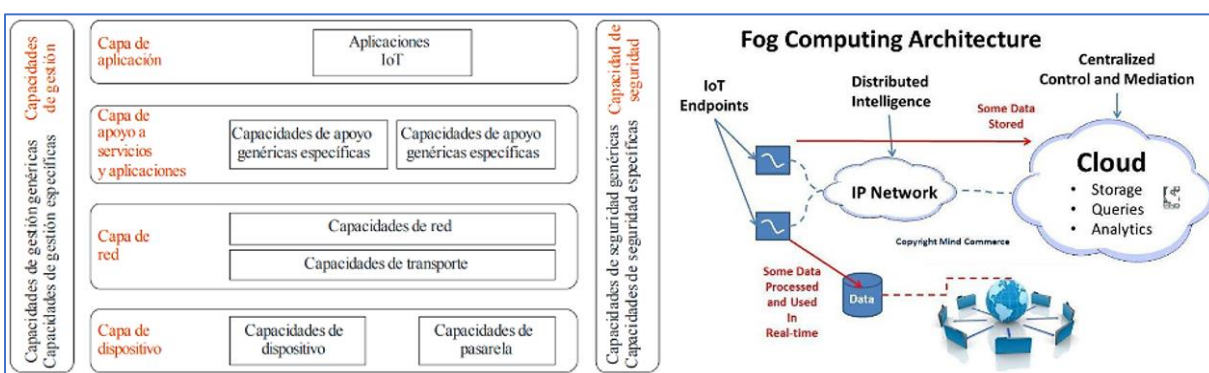 Capacidades
de gestión
Capacidades de gestión genéricas
Capacidades de gestión específicas
Capa de
aplicación
Aplicaciones
IoT
Capa de
apoyo a
servicios
y aplicaciones
Capacidades de apoyo
genéricas específicas
Capacidades de apoyo
genéricas específicas
Capa de
red
Capacidades de red
Capacidades de transporte
Capa de
dispositivo
Capacidades de
dispositivo
Capacidades de
pasarela
Capacidad de
seguridad
Capacidades de seguridad genéricas
Capacidades de seguridad específicas
Fog Computing Architecture
IoT
Endpoints
Distributed
Intelligence
Centralized
Control and Mediation
Some Data
Stored
IP Network
Cloud
• Storage
• Queries
• Analytics
Copyright Mind Commerce
Some Data
Processed
and Used
In
Real-time
Data